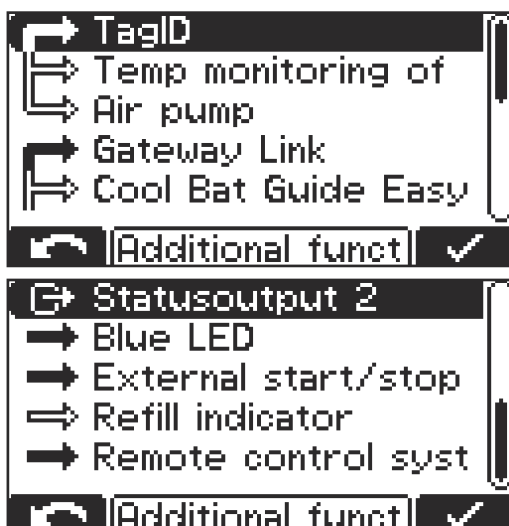 TagID
Temp monitoring of
Air pump
Gateway Link
Cool Bat Guide Easy
Additional funct
Statusoutput 2
Blue LED
External start/stop
Refill indicator
Remote control syst
Additional funct